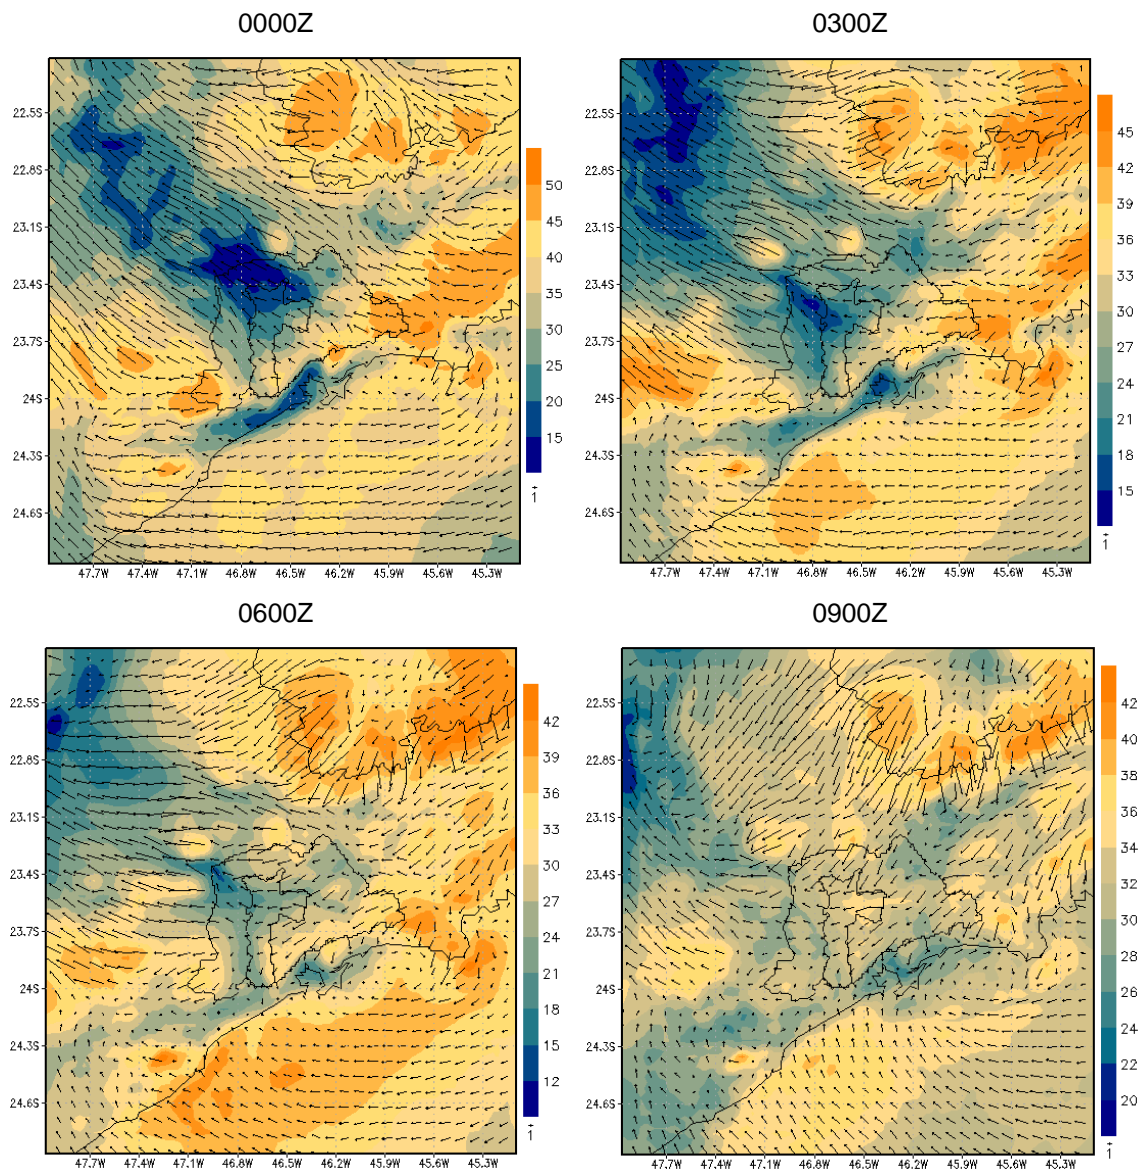 0000Z
22.5S
22.8S
23.1S
23.4S
23.7S
24S
24.3S
24.6S
47.7W 47.4W 47.1W 46.8W 46.5W 46.2W 45.9W 45.6W 45.3W
50
45
40
35
30
25
20
15
1
0300Z
22.5S
22.8S
23.1S
23.4S
23.7S
24S
24.3S
24.6S
47.7W 47.4W 47.1W 46.8W 46.5W 46.2W 45.9W 45.6W 45.3W
45
42
39
36
33
30
27
24
21
18
15
1
0600Z
22.5S
22.8S
23.1S
23.4S
23.7S
24S
24.3S
24.6S
47.7W 47.4W 47.1W 46.8W 46.5W 46.2W 45.9W 45.6W 45.3W
42
39
36
33
30
27
24
21
18
15
12
1
0900Z
22.5S
22.8S
23.1S
23.4S
23.7S
24S
24.3S
24.6S
47.7W 47.4W 47.1W 46.8W 46.5W 46.2W 45.9W 45.6W 45.3W
42
40
38
36
34
32
30
28
26
24
22
20
1